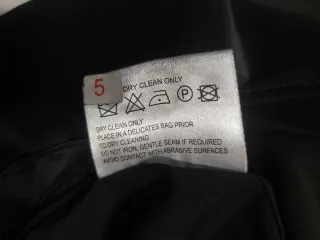 5
DRY CLEAN ONLY
P
DRY CLEAN ONLY
PLACE IN A DELICATES BAG PRIOR
TO DRY CLEANING
DO NOT IRON, GENTLE SEAM IF REQUIRED
AVOID CONTACT WITH ABRASIVE SURFACES